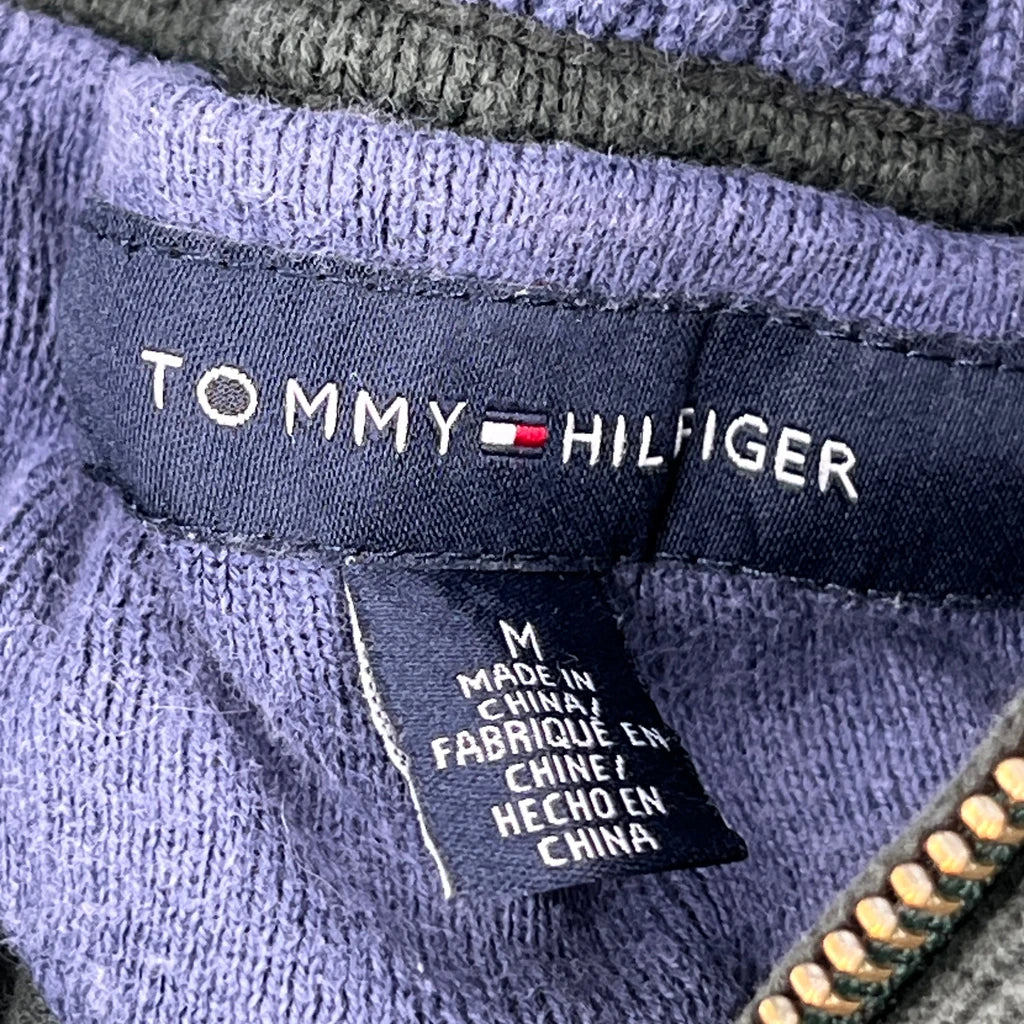 TOMMY HILFIGER
M
MADE IN
CHINA/
FABRIQUÉ EN
CHINE/
HECHO EN
CHINA